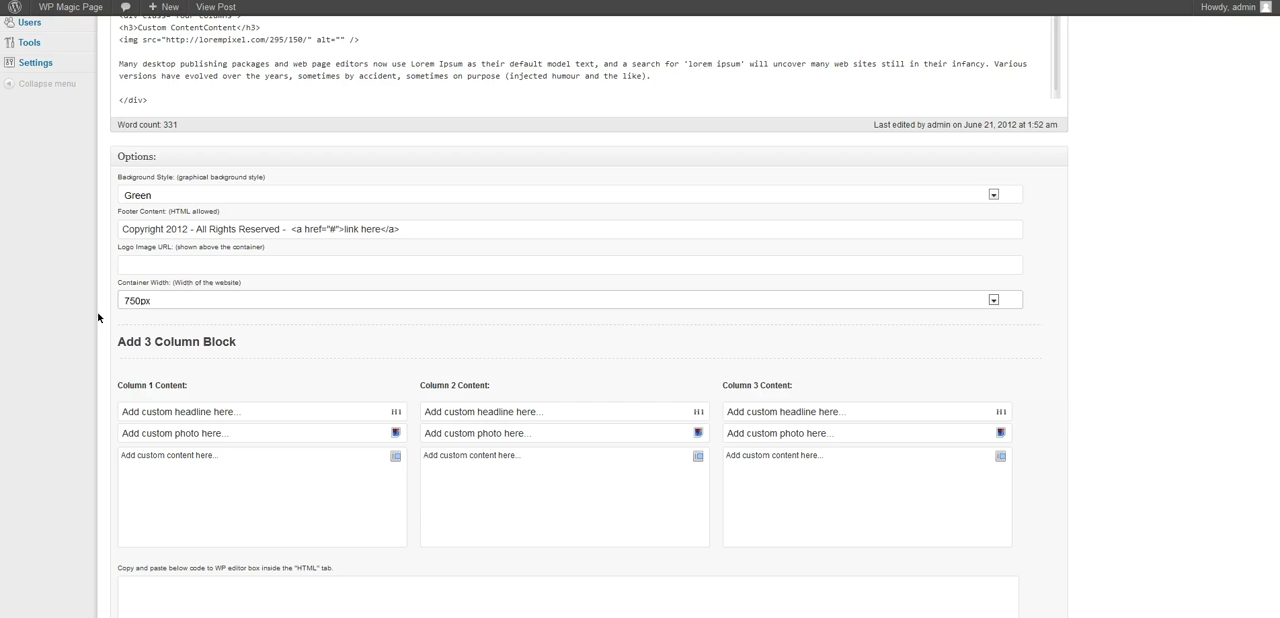 WP Magic Page
New
View Post
Howdy, admin
Users
Tools
Settings
Collapse menu
<h3>Custom ContentContent</h3>
<img src="http://lorempixel.com/295/150/" alt="" />
Many desktop publishing packages and web page editors now use Lorem Ipsum as their default model text, and a search for 'lorem ipsum' will uncover many web sites still in their infancy. Various
versions have evolved over the years, sometimes by accident, sometimes on purpose (injected humour and the like).
</div>
Word count: 331
Last edited by admin on June 21, 2012 at 1:52 am
Options:
Background Style: (graphical background style)
Green
Footer Content: (HTML allowed)
Copyright 2012 - All Rights Reserved -  <a href="#">link here</a>
Logo Image URL: (shown above the container)
Container Width: (Width of the website)
750px
Add 3 Column Block
Column 1 Content:
Column 2 Content:
Column 3 Content:
Add custom headline here...
H1
Add custom headline here...
H1
Add custom headline here...
H1
Add custom photo here...
Add custom photo here...
Add custom photo here...
Add custom content here...
Add custom content here...
Add custom content here...
Copy and paste below code to WP editor box inside the "HTML" tab.